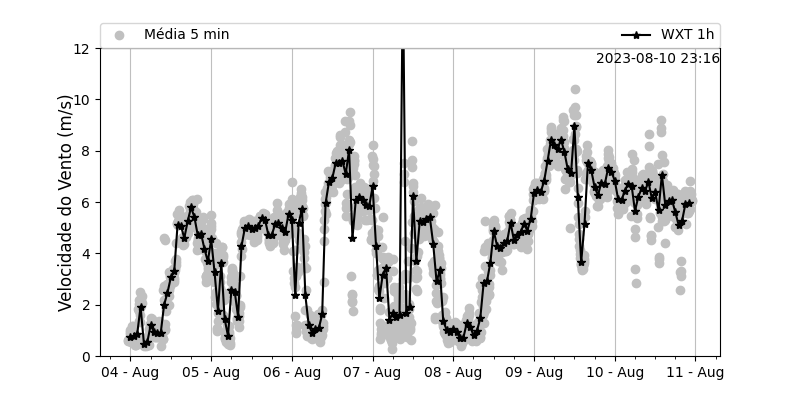 Média 5 min
WXT 1h
2023-08-10 23:16
Velocidade do Vento (m/s)
12
10
8
6
4
2
0
04 - Aug
05 - Aug
06 - Aug
07 - Aug
08 - Aug
09 - Aug
10 - Aug
11 - Aug